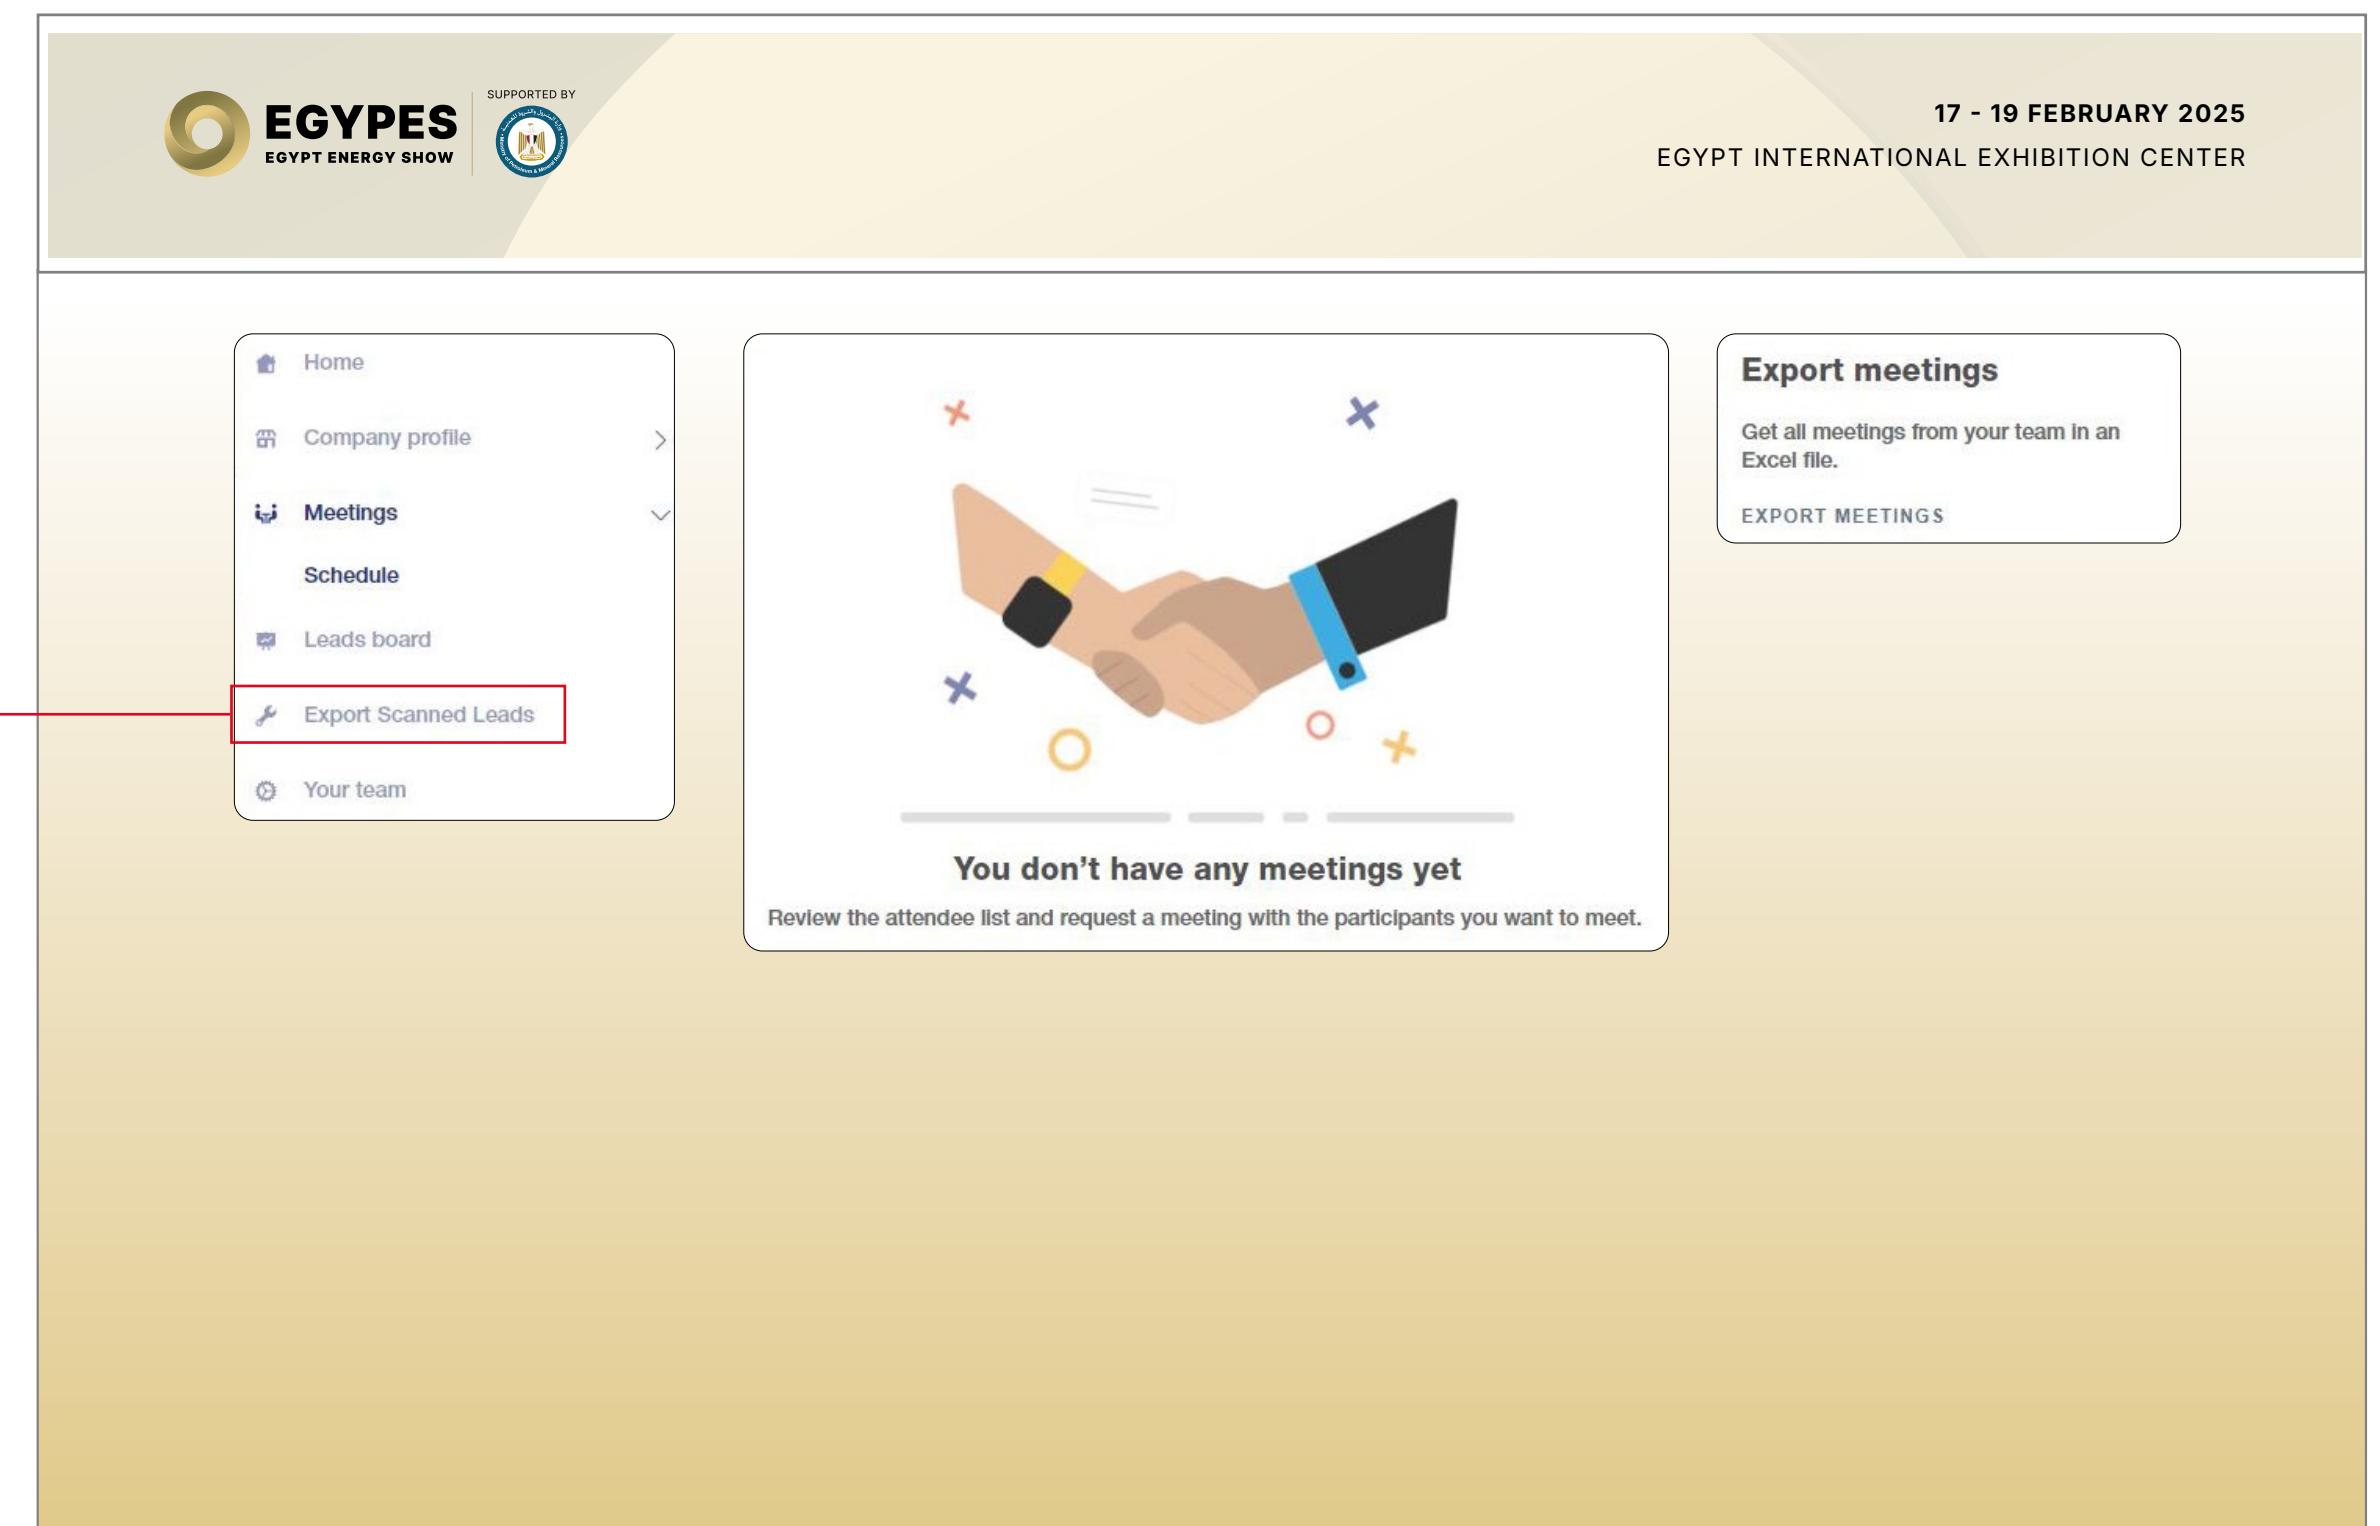 EGYPES
EGYPT ENERGY SHOW
SUPPORTED BY
17 - 19 FEBRUARY 2025
EGYPT INTERNATIONAL EXHIBITION CENTER
Home
Company profile
Meetings
Schedule
Leads board
Export Scanned Leads
Your team
You don't have any meetings yet
Review the attendee list and request a meeting with the participants you want to meet.
Export meetings
Get all meetings from your team in an
Excel file.
EXPORT MEETINGS